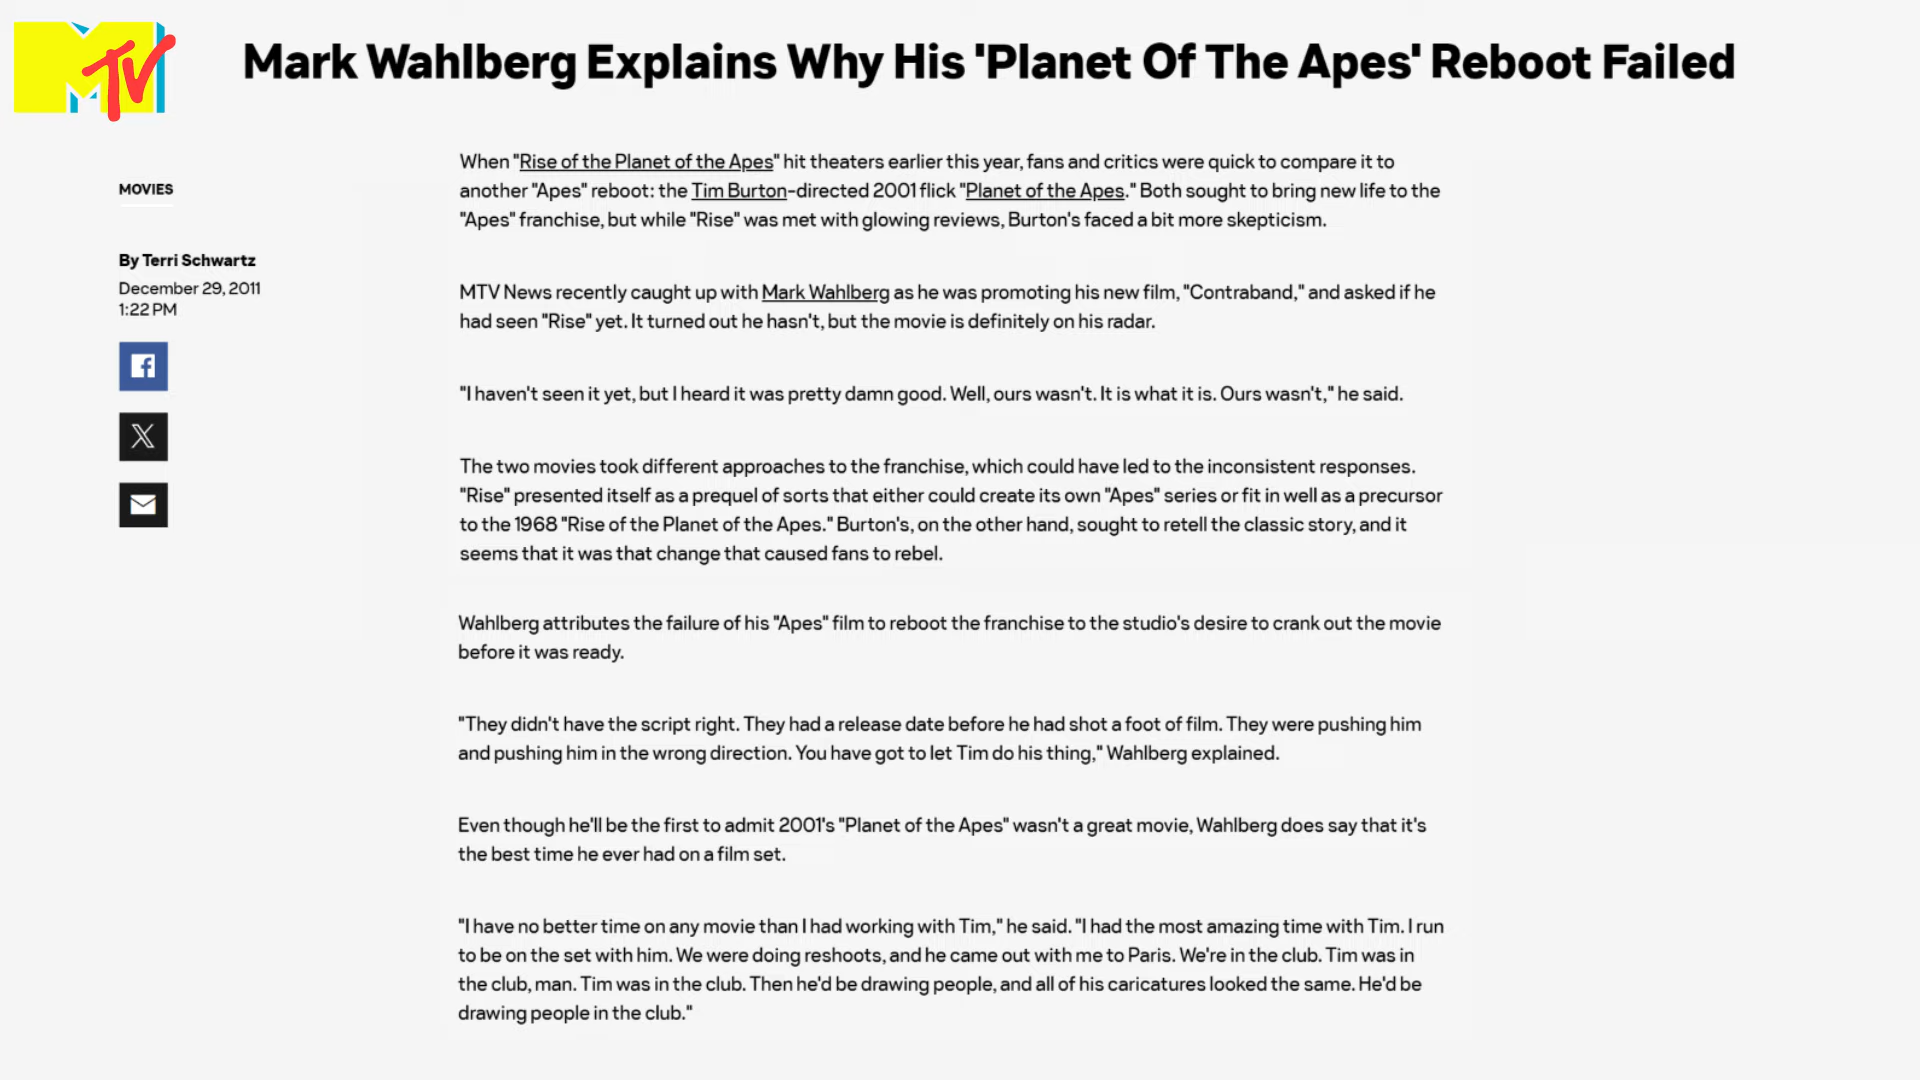 MTV
Mark Wahlberg Explains Why His 'Planet Of The Apes' Reboot Failed
MOVIES
By Terri Schwartz
December 29, 2011
1:22 PM
When "Rise of the Planet of the Apes" hit theaters earlier this year, fans and critics were quick to compare it to
another "Apes" reboot: the Tim Burton-directed 2001 flick "Planet of the Apes." Both sought to bring new life to the
"Apes" franchise, but while "Rise" was met with glowing reviews, Burton's faced a bit more skepticism.
MTV News recently caught up with Mark Wahlberg as he was promoting his new film, "Contraband," and asked if he
had seen "Rise" yet. It turned out he hasn't, but the movie is definitely on his radar.
"I haven't seen it yet, but I heard it was pretty damn good. Well, ours wasn't. It is what it is. Ours wasn't," he said.
The two movies took different approaches to the franchise, which could have led to the inconsistent responses.
"Rise" presented itself as a prequel of sorts that either could create its own "Apes" series or fit in well as a precursor
to the 1968 "Rise of the Planet of the Apes." Burton's, on the other hand, sought to retell the classic story, and it
seems that it was that change that caused fans to rebel.
Wahlberg attributes the failure of his "Apes" film to reboot the franchise to the studio's desire to crank out the movie
before it was ready.
"They didn't have the script right. They had a release date before he had shot a foot of film. They were pushing him
and pushing him in the wrong direction. You have got to let Tim do his thing," Wahlberg explained.
Even though he'll be the first to admit 2001's "Planet of the Apes" wasn't a great movie, Wahlberg does say that it's
the best time he ever had on a film set.
"I have no better time on any movie than I had working with Tim," he said. "I had the most amazing time with Tim. I run
to be on the set with him. We were doing reshoots, and he came out with me to Paris. We're in the club. Tim was in
the club, man. Tim was in the club. Then he'd be drawing people, and all of his caricatures looked the same. He'd be
drawing people in the club."